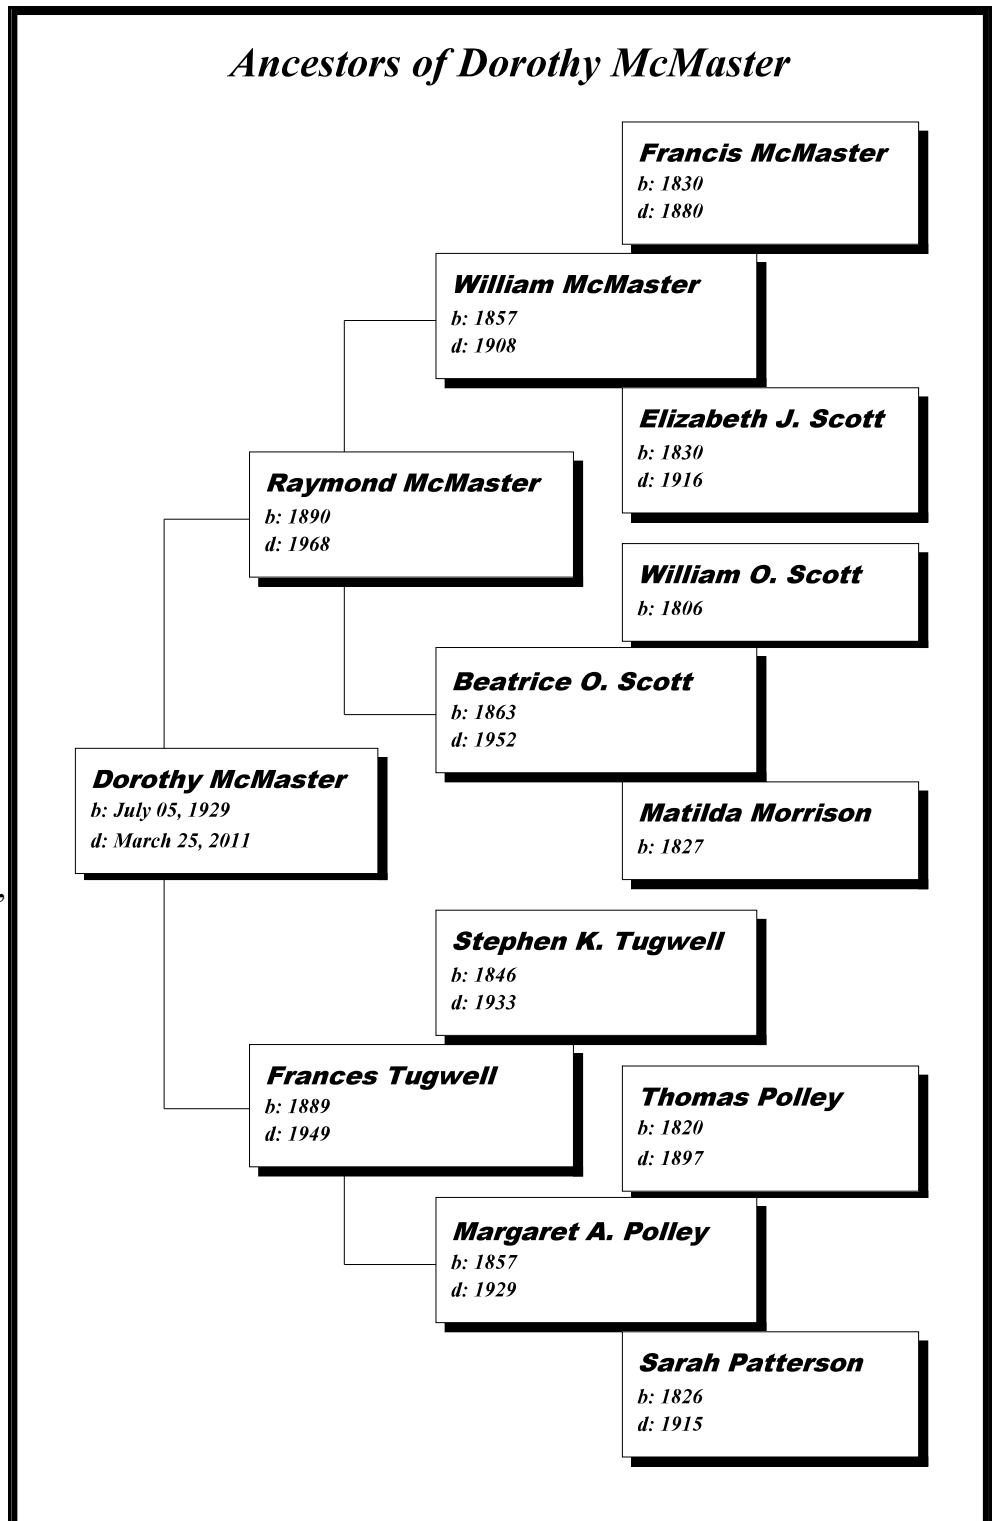 Ancestors of Dorothy McMaster
Francis McMaster
b: 1830
d: 1880
William McMaster
b: 1857
d: 1908
Elizabeth J. Scott
b: 1830
d: 1916
Raymond McMaster
b: 1890
d: 1968
William O. Scott
b: 1806
Beatrice O. Scott
b: 1863
d: 1952
Matilda Morrison
b: 1827
Dorothy McMaster
b: July 05, 1929
d: March 25, 2011
,
Stephen K. Tugwell
b: 1846
d: 1933
Frances Tugwell
b: 1889
d: 1949
Thomas Polley
b: 1820
d: 1897
Margaret A. Polley
b: 1857
d: 1929
Sarah Patterson
b: 1826
d: 1915